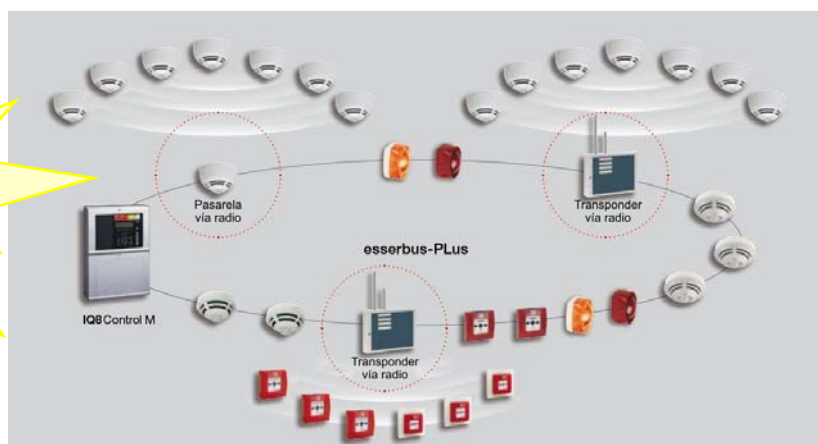 Pasarela
vía radio
Transponder
vía radio
esserbus-PLus
IQ8Control M
Transponder
vía radio